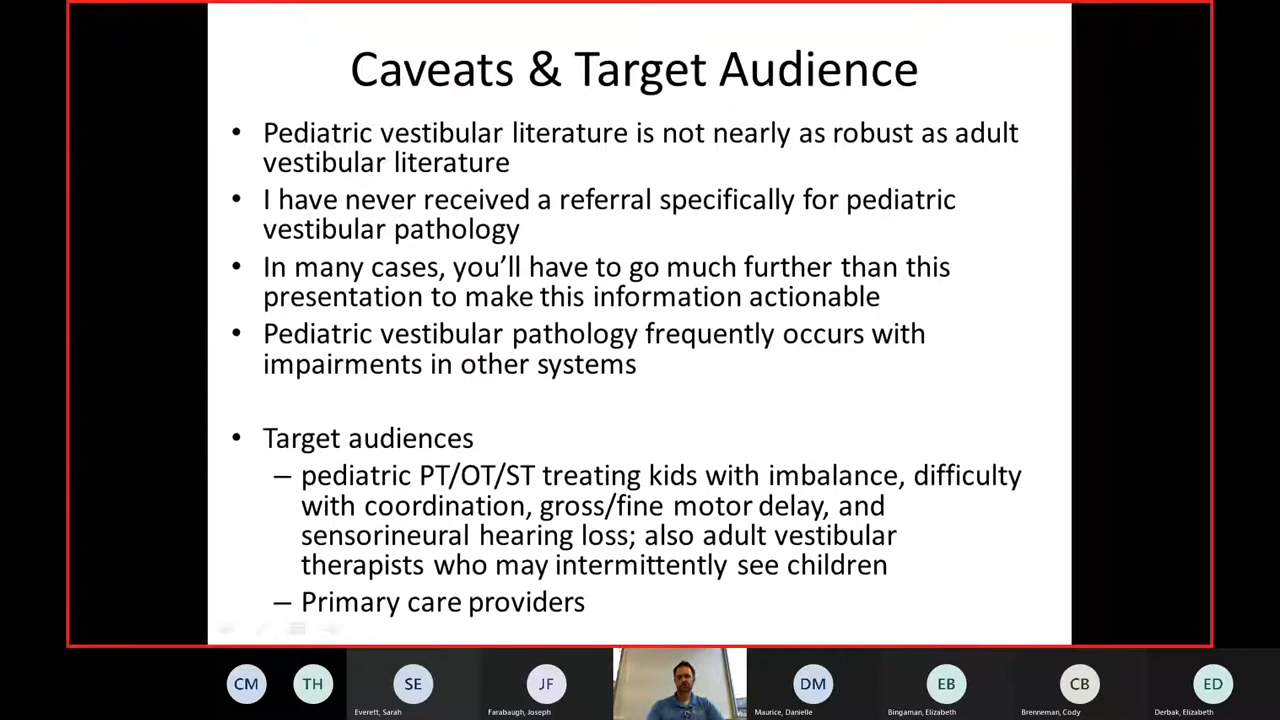 Caveats & Target Audience
• Pediatric vestibular literature is not nearly as robust as adult
vestibular literature
• I have never received a referral specifically for pediatric
vestibular pathology
• In many cases, you’ll have to go much further than this
presentation to make this information actionable
• Pediatric vestibular pathology frequently occurs with
impairments in other systems
• Target audiences
– pediatric PT/OT/ST treating kids with imbalance, difficulty
with coordination, gross/fine motor delay, and
sensorineural hearing loss; also adult vestibular
therapists who may intermittently see children
– Primary care providers
CM TH SE JF DM EB CB ED
Everett, Sarah Farabaugh, Joseph Maurice, Danielle Bingaman, Elizabeth Brenneman, Cody Derbak, Elizabeth